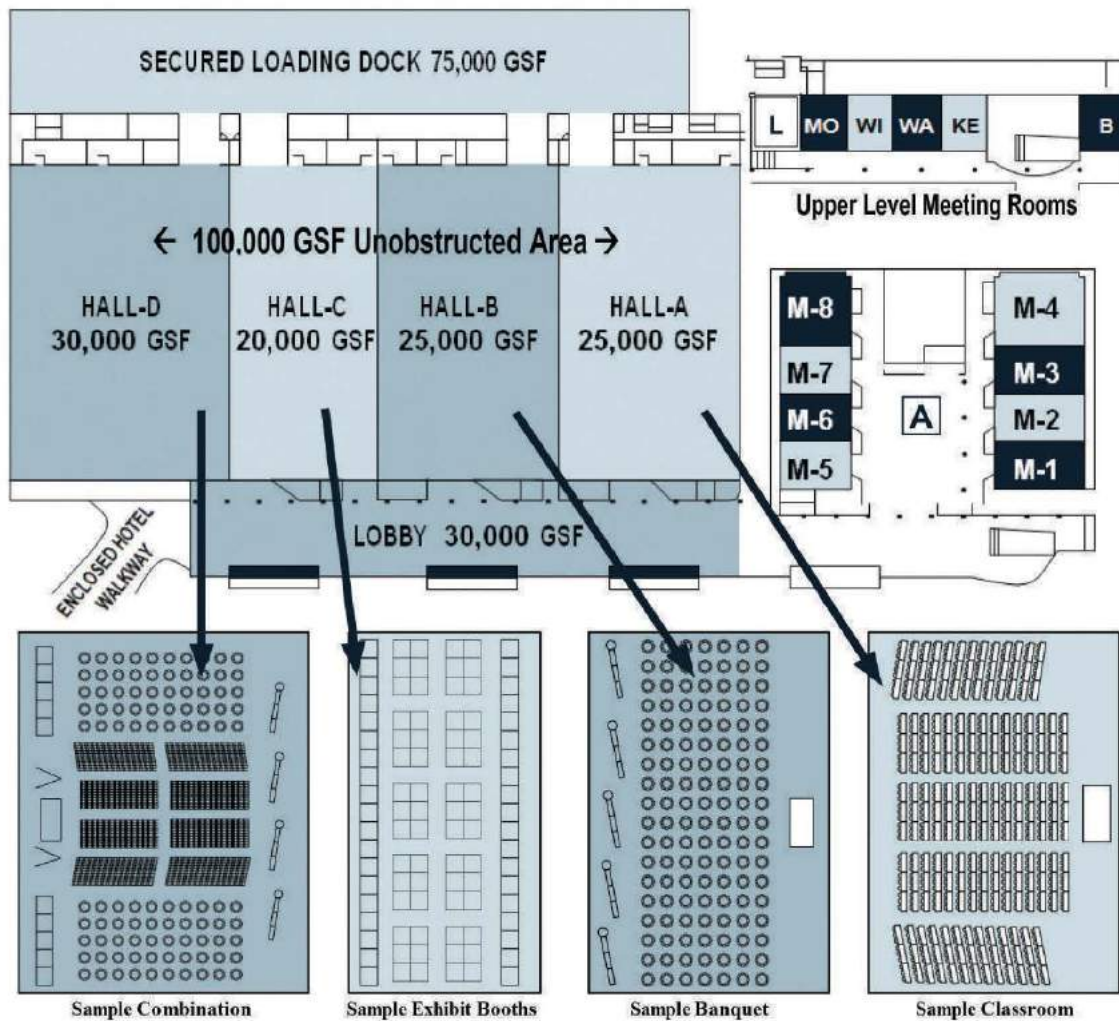 SECURED LOADING DOCK 75,000 GSF
L MO WI WA KE B
Upper Level Meeting Rooms
← 100,000 GSF Unobstructed Area →
HALL-D
30,000 GSF
HALL-C
20,000 GSF
HALL-B
25,000 GSF
HALL-A
25,000 GSF
M-8
M-7
M-6
M-5
A
M-4
M-3
M-2
M-1
LOBBY 30,000 GSF
ENCLOSED HOTEL
WALKWAY
Sample Combination
Sample Exhibit Booths
Sample Banquet
Sample Classroom